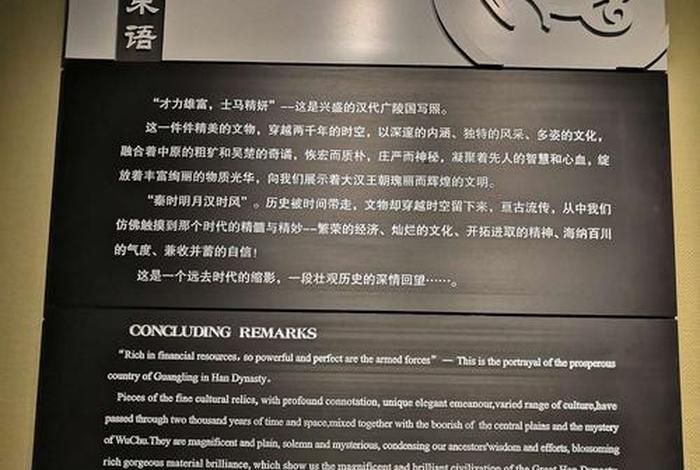 语
“才力雄富，士马精妍”--这是兴盛的汉代广陵国写照。
这一件件精美的文物，穿越两千年的时空，以深邃的内涵、独特的风采、多姿的文化，
融合着中原的粗犷和吴楚的奇谲，恢宏而质朴，庄严而神秘，凝聚着先人的智慧和心血，绽
放着丰富绚丽的物质光华，向我们展示着大汉王朝瑰丽而辉煌的文明。
“秦时明月汉时风”。历史被时间带走，文物却穿越时空留下来，亘古流传，从中我们
仿佛触摸到那个时代的精髓与精妙--繁荣的经济、灿烂的文化、开拓进取的精神、海纳百川
的气度、兼收并蓄的自信！
这是一个远去时代的缩影，一段壮观历史的深情回望……。
CONCLUDING REMARKS
“Rich in financial resources, so powerful and perfect are the armed forces” — This is the portrayal of the prosperous
country of Guangling in Han Dynasty.
Pieces of the fine cultural relics, with profound connotation, unique elegant emeanour,varied range of culture,have
passed through two thousand years of time and space,mixed together with the boorish of the central plains and the mystery
of WuChu.They are magnificent and plain, solemn and mysterious, condensing our ancestors'wisdom and efforts, blossoming
rich gorgeous material brilliance, which show us the magnificent and brilliant civilization of the Great Han Dynasty